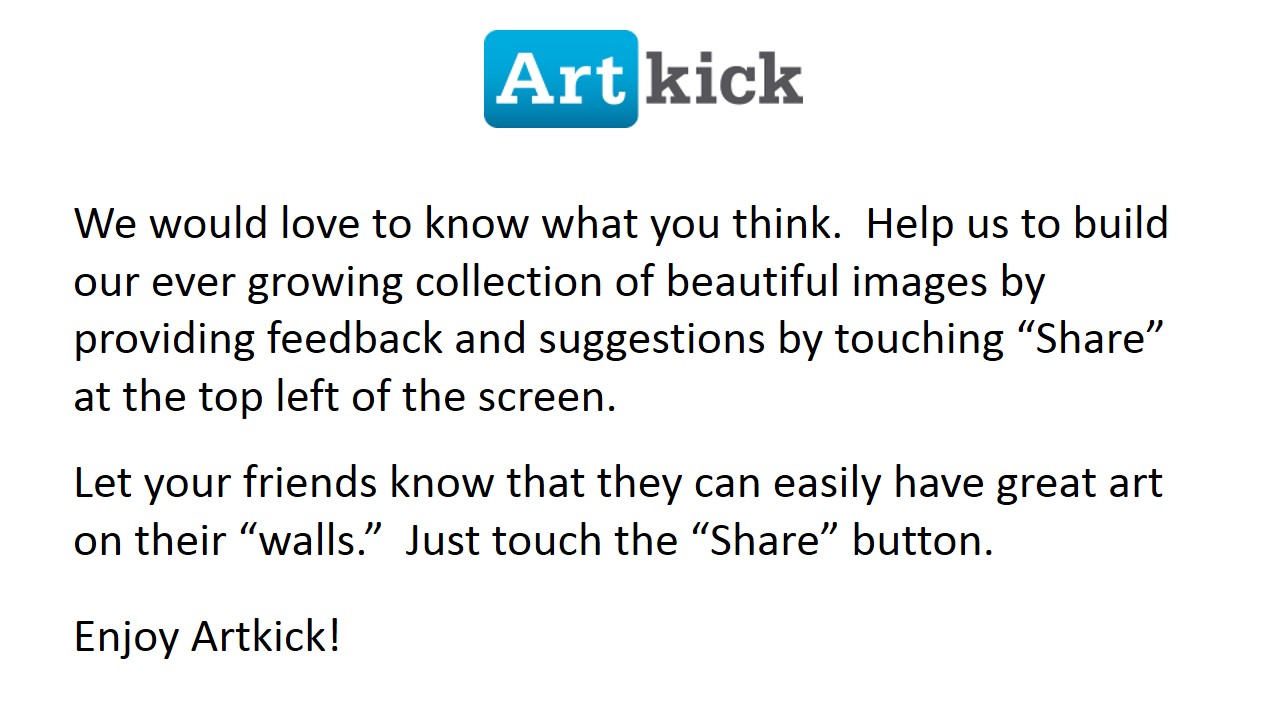 Artkick
We would love to know what you think.  Help us to build
our ever growing collection of beautiful images by
providing feedback and suggestions by touching “Share”
at the top left of the screen.
Let your friends know that they can easily have great art
on their “walls.”  Just touch the “Share” button.
Enjoy Artkick!